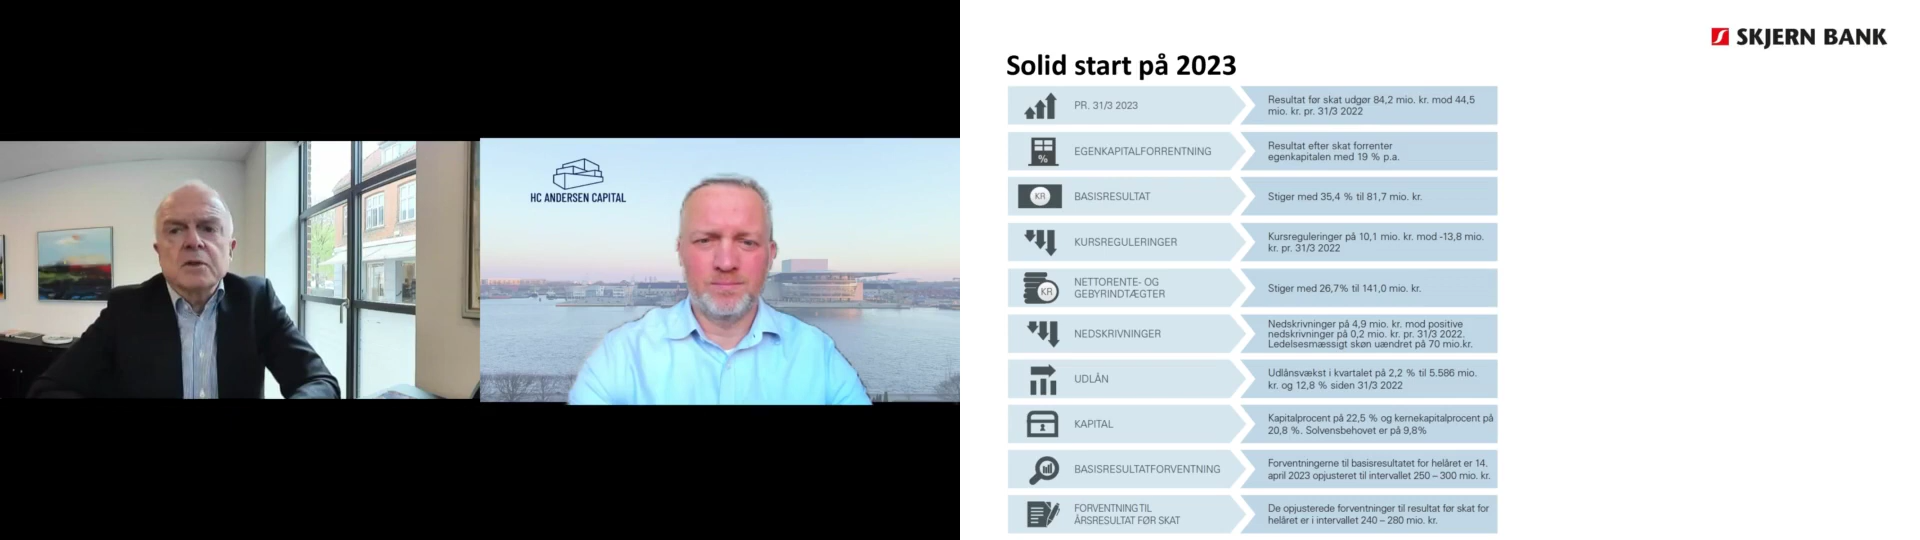 HC ANDERSEN CAPITAL
SKJERN BANK
Solid start på 2023
PR. 31/3 2023
Resultat før skat udgør 84,2 mio. kr. mod 44,5
mio. kr. pr. 31/3 2022
EGENKAPITALFORRENTNING
Resultat efter skat forrenter
egenkapitalen med 19 % p.a.
KR
BASISRESULTAT
Stiger med 35,4 % til 81,7 mio. kr.
KURSREGULERINGER
Kursreguleringer på 10,1 mio. kr. mod -13,8 mio.
kr. pr. 31/3 2022
KR
NETTORENTE- OG
GEBYRINDTÆGTER
Stiger med 26,7% til 141,0 mio. kr.
NEDSKRIVNINGER
Nedskrivninger på 4,9 mio. kr. mod positive
nedskrivninger på 0,2 mio. kr. pr. 31/3 2022.
Ledelsesmæssigt skøn uændret på 70 mio.kr.
UDLÅN
Udlånsvækst i kvartalet på 2,2 % til 5.586 mio.
kr. og 12,8 % siden 31/3 2022
KAPITAL
Kapitalprocent på 22,5 % og kernekapitalprocent på
20,8 %. Solvensbehovet er på 9,8%
BASISRESULTATFORVENTNING
Forventningerne til basisresultatet for helåret er 14.
april 2023 opjusteret til intervallet 250 – 300 mio. kr.
FORVENTNING TIL
ÅRSRESULTAT FØR SKAT
De opjusterede forventninger til resultat før skat for
helåret er i intervallet 240 – 280 mio. kr.